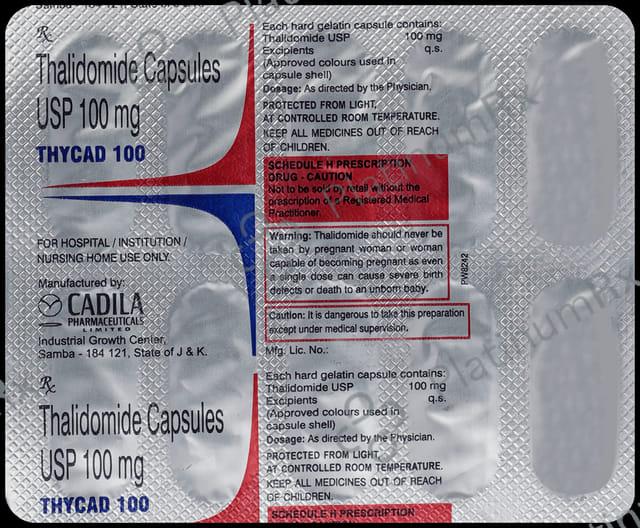 Samba - 184 121, State of J & K.
Rx
Thalidomide Capsules
USP 100 mg
THYCAD 100
FOR HOSPITAL / INSTITUTION /
NURSING HOME USE ONLY.
Manufactured by:
CADILA
PHARMACEUTICALS
LIMITED
Industrial Growth Center,
Samba - 184 121, State of J & K.
Rx
Thalidomide Capsules
USP 100 mg
THYCAD 100
Each hard gelatin capsule contains:
Thalidomide USP 100 mg
Excipients q.s.
(Approved colours used in
capsule shell)
Dosage: As directed by the Physician.
PROTECTED FROM LIGHT,
AT CONTROLLED ROOM TEMPERATURE.
KEEP ALL MEDICINES OUT OF REACH
OF CHILDREN.
SCHEDULE H PRESCRIPTION
DRUG - CAUTION
Not to be sold by retail without the
prescription of a Registered Medical
Practitioner.
Warning: Thalidomide should never be
taken by pregnant woman or woman
capable of becoming pregnant as even
a single dose can cause severe birth
defects or death to an unborn baby.
PW8242
Caution: It is dangerous to take this preparation
except under medical supervision.
Mfg. Lic. No.:
Each hard gelatin capsule contains:
Thalidomide USP 100 mg
Excipients q.s.
(Approved colours used in
capsule shell)
Dosage: As directed by the Physician.
PROTECTED FROM LIGHT,
AT CONTROLLED ROOM TEMPERATURE.
KEEP ALL MEDICINES OUT OF REACH
OF CHILDREN.
SCHEDULE H PRESCRIPTION
PlatinumRx
PlatinumRx